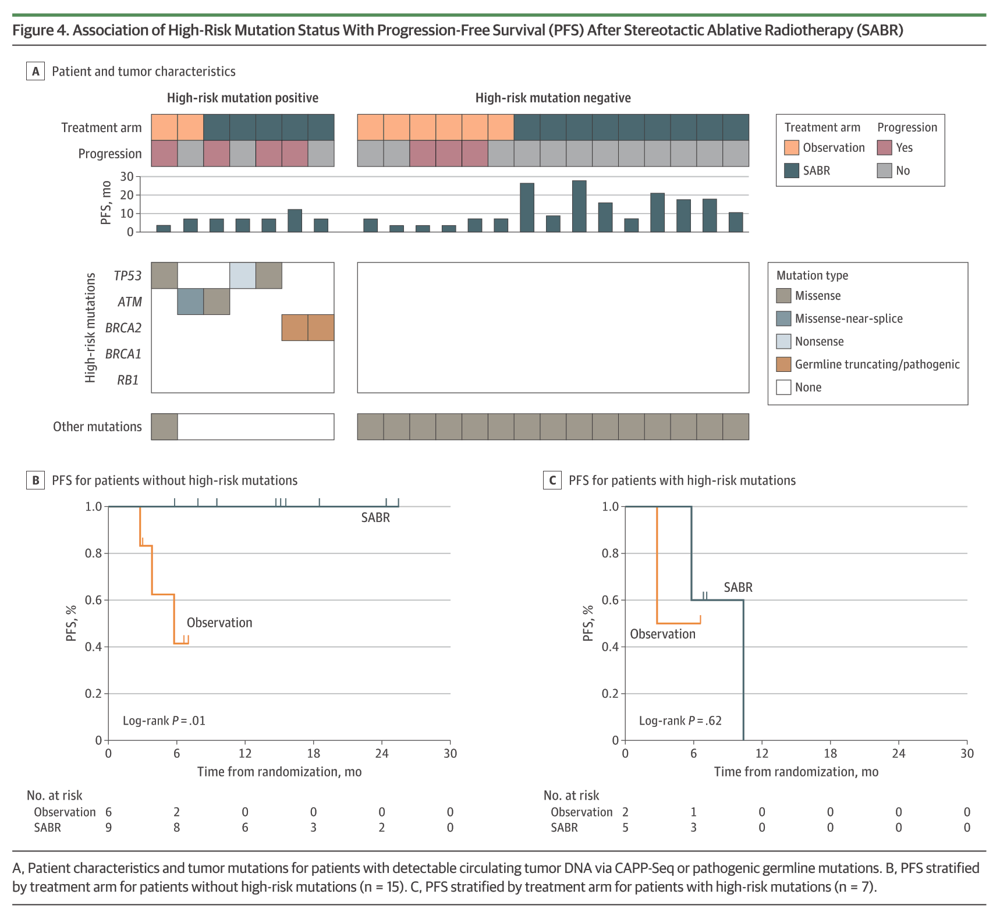 Figure 4. Association of High-Risk Mutation Status With Progression-Free Survival (PFS) After Stereotactic Ablative Radiotherapy (SABR)
A Patient and tumor characteristics
High-risk mutation positive
High-risk mutation negative
Treatment arm
Progression
30
20
10
0
PFS, mo
Treatment arm
Progression
Observation
Yes
SABR
No
High-risk mutations
TP53
ATM
BRCA2
BRCA1
RB1
Other mutations
Mutation type
Missense
Missense-near-splice
Nonsense
Germline truncating/pathogenic
None
B PFS for patients without high-risk mutations
1.0
0.8
0.6
0.4
0.2
0
PFS, %
SABR
Observation
Log-rank P = .01
0 6 12 18 24 30
Time from randomization, mo
No. at risk
Observation 6 2 0 0 0 0
SABR 9 8 6 3 2 0
C PFS for patients with high-risk mutations
1.0
0.8
0.6
0.4
0.2
0
PFS, %
SABR
Observation
Log-rank P = .62
0 6 12 18 24 30
Time from randomization, mo
No. at risk
Observation 2 1 0 0 0 0
SABR 5 3 0 0 0 0
A, Patient characteristics and tumor mutations for patients with detectable circulating tumor DNA via CAPP-Seq or pathogenic germline mutations. B, PFS stratified
by treatment arm for patients without high-risk mutations (n = 15). C, PFS stratified by treatment arm for patients with high-risk mutations (n = 7).